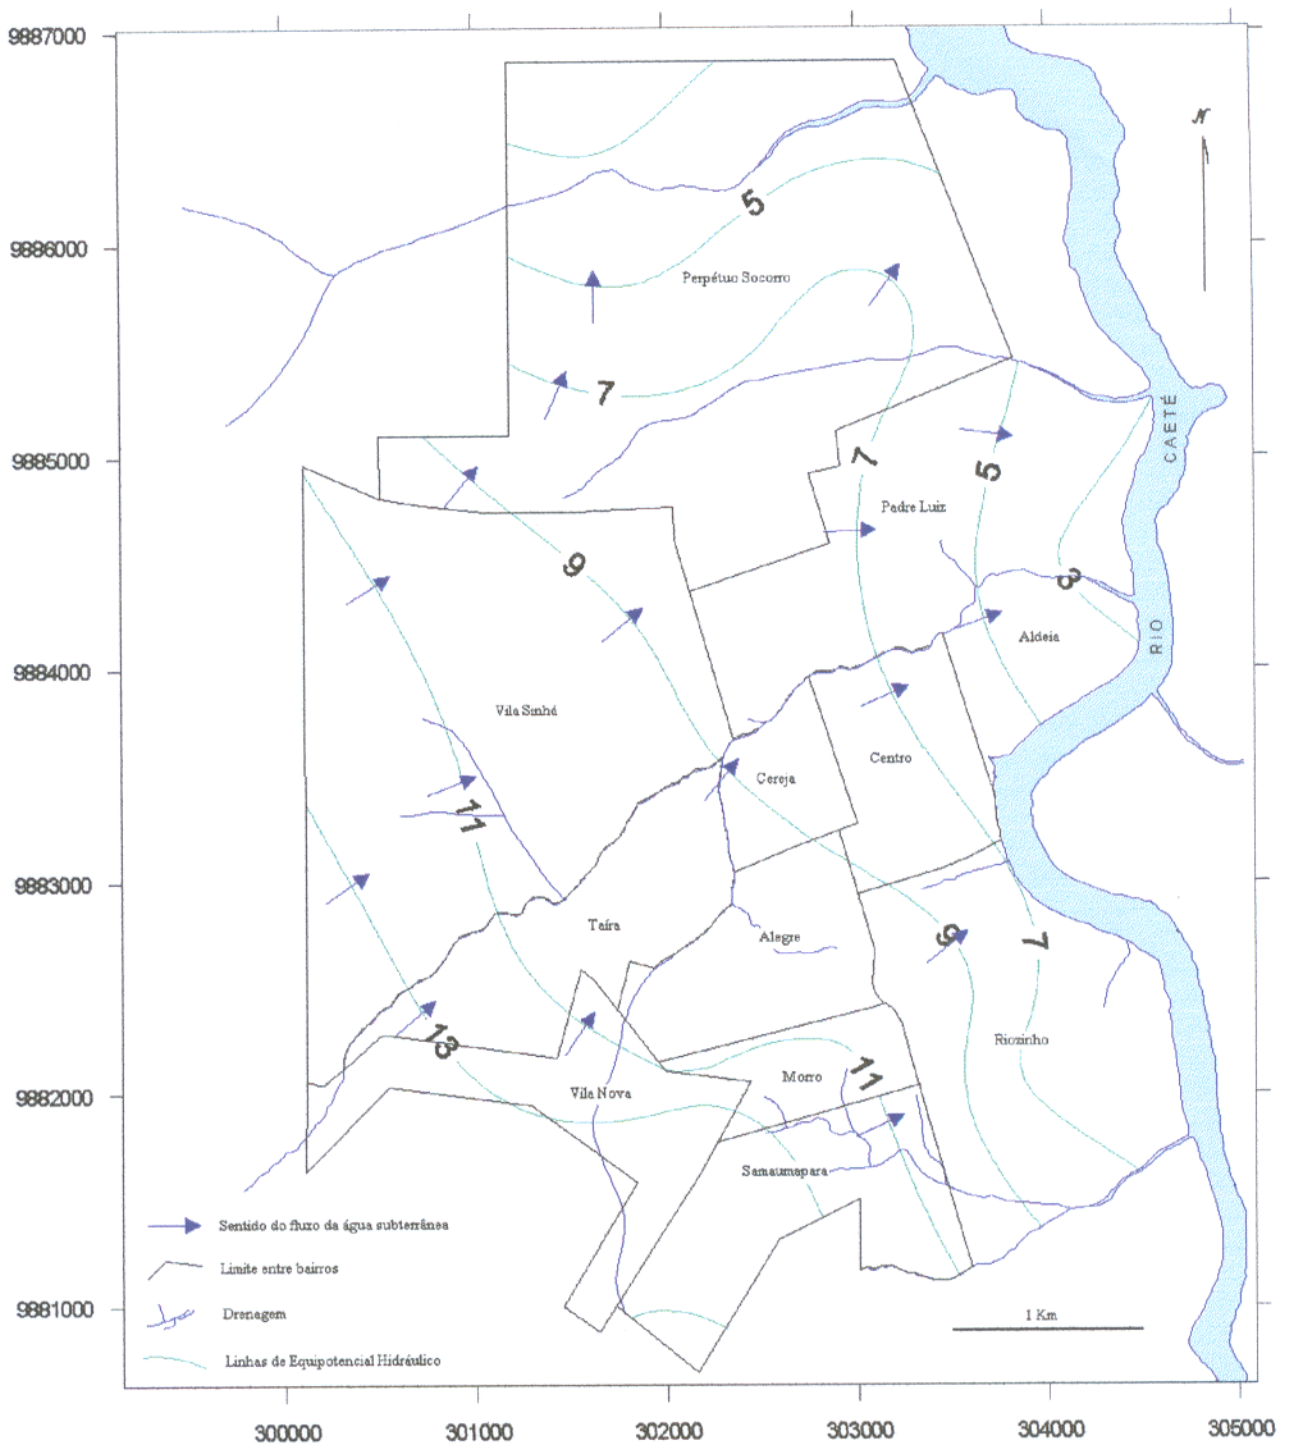 9887000
N
5
9886000
Perpétuo Socorro
7
CAETÉ
9885000
7
5
Padre Luiz
9
3
RIO
Aldeia
9884000
Vila Sinhá
Centro
Cereja
11
9883000
Taíra
Alegre
9
7
13
Riozinho
11
Morro
Vila Nova
9882000
Samaumapara
Sentido do fluxo da água subterrânea
Limite entre bairros
9881000
Drenagem
1 Km
Linhas de Equipotencial Hidráulico
300000
301000
302000
303000
304000
305000